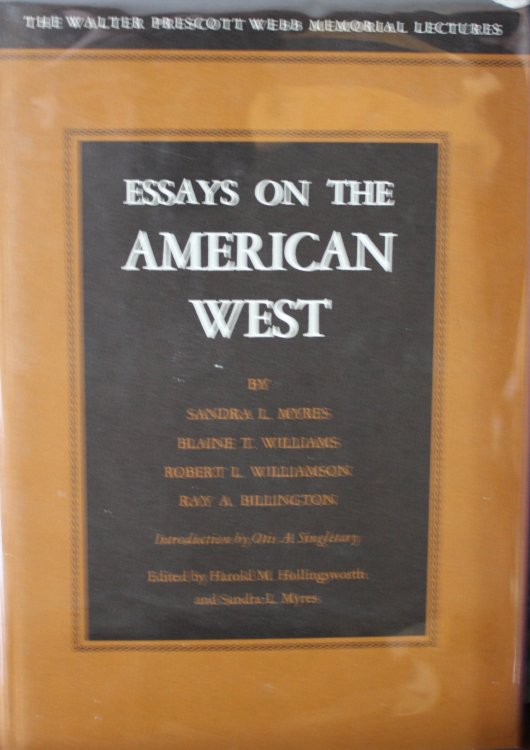 THE WALTER PRESCOTT WEBB MEMORIAL LECTURES
ESSAYS ON THE
AMERICAN
WEST
BY
SANDRA L. MYRES
BLAINE T. WILLIAMS
ROBERT L. WILLIAMSON
RAY A. BILLINGTON
Introduction by Otis A. Singletary
Edited by Harold M. Hollingsworth
and Sandra L. Myres